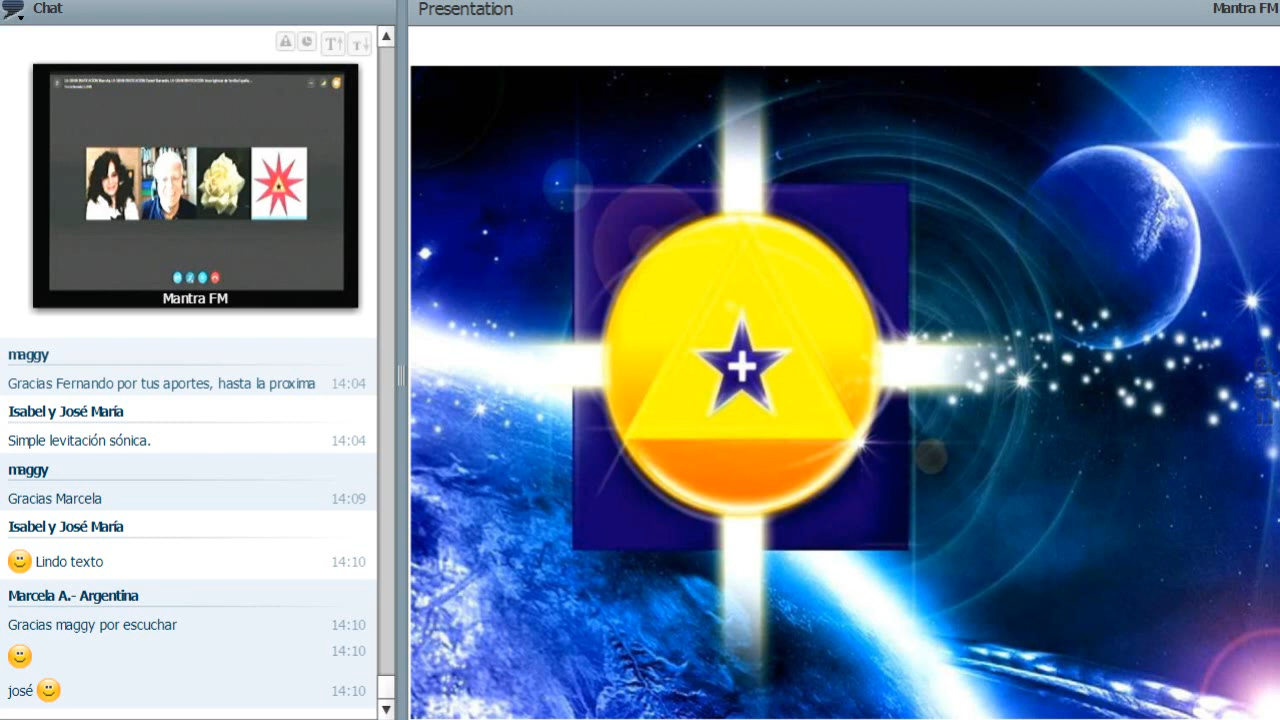 Chat
Mantra FM
maggy
Gracias Fernando por tus aportes, hasta la proxima 14:04
Isabel y José María
Simple levitación sónica. 14:04
maggy
Gracias Marcela 14:09
Isabel y José María
Lindo texto 14:10
Marcela A.- Argentina
Gracias maggy por escuchar 14:10
14:10
josé 14:10
Presentation
Mantra FM